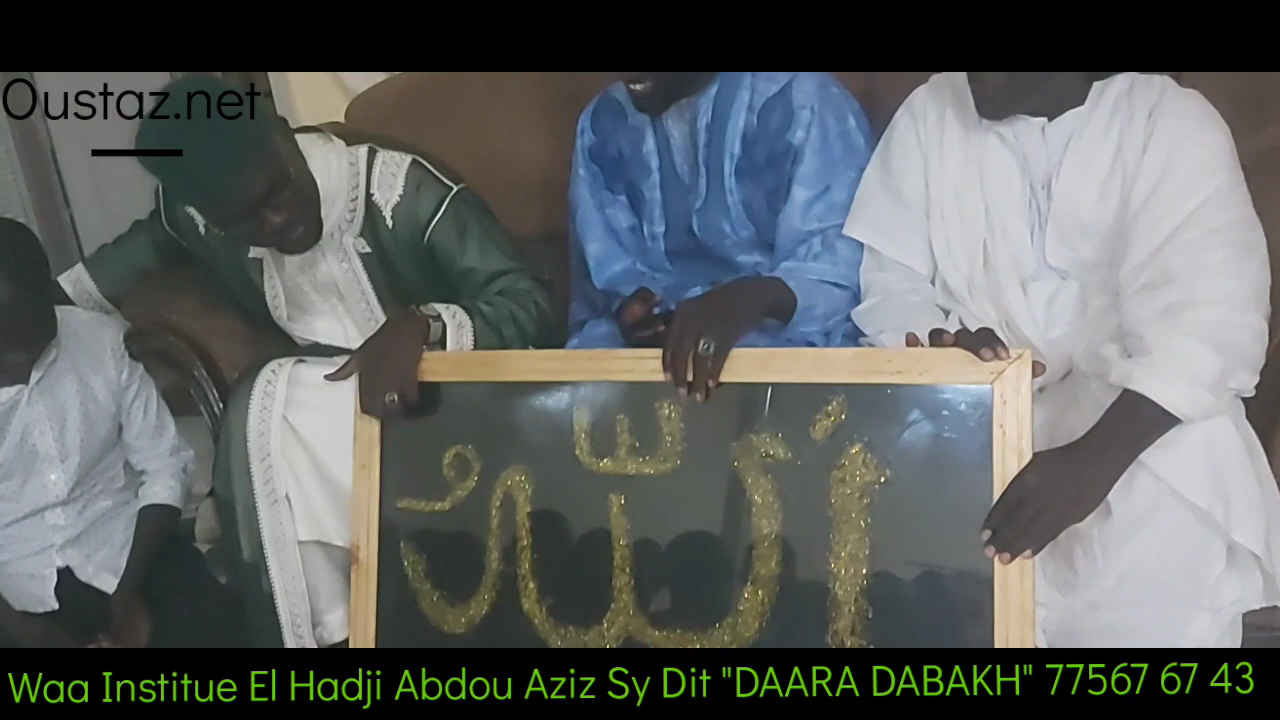 Oustaz.net
اَللّٰهُ
Waa Institue El Hadji Abdou Aziz Sy Dit "DAARA DABAKH" 77567 67 43